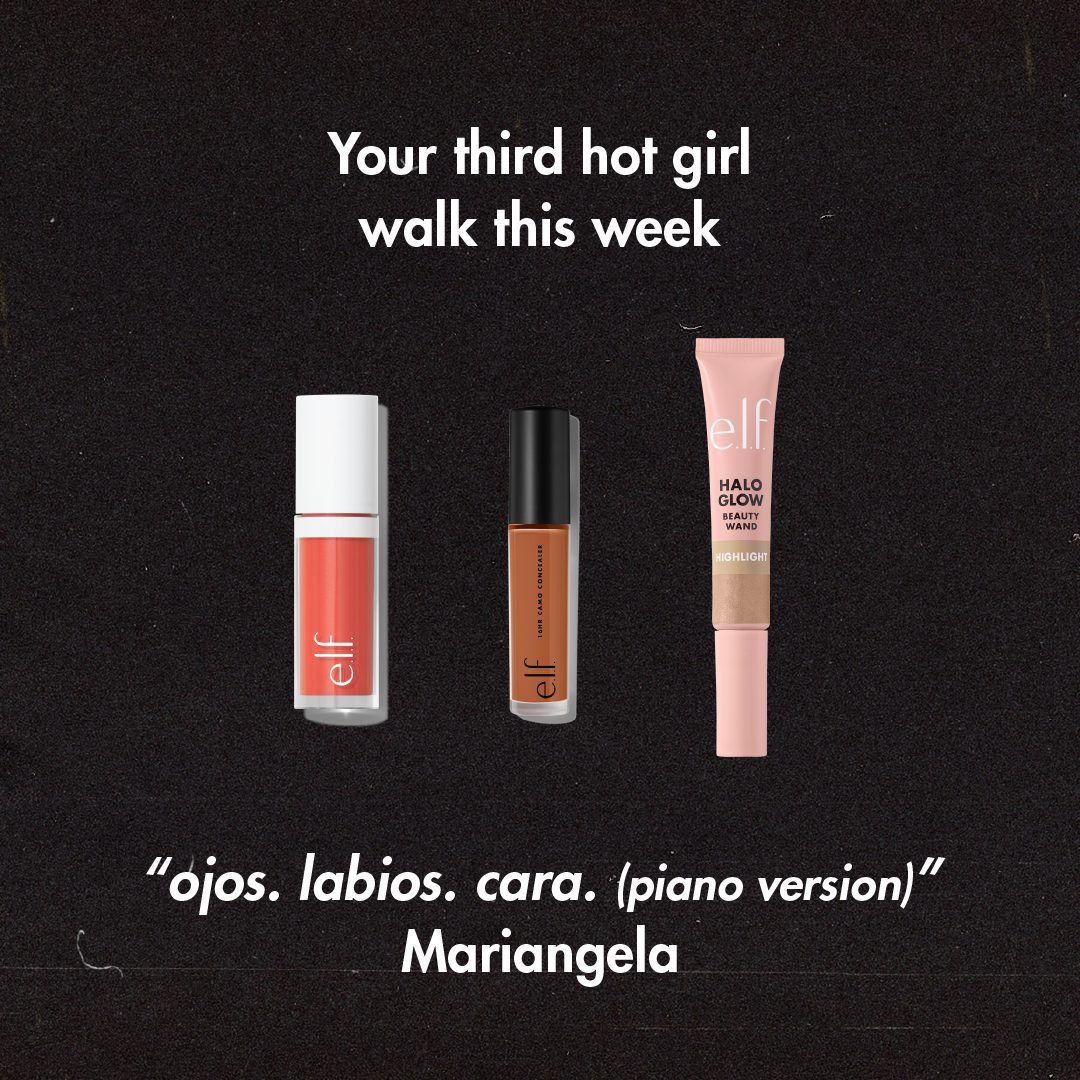 Your third hot girl
walk this week
e.l.f.
16HR CAMO CONCEALER
e.l.f.
e.l.f.
HALO
GLOW
BEAUTY
WAND
HIGHLIGHT
“ojos. labios. cara. (piano version)”
Mariangela